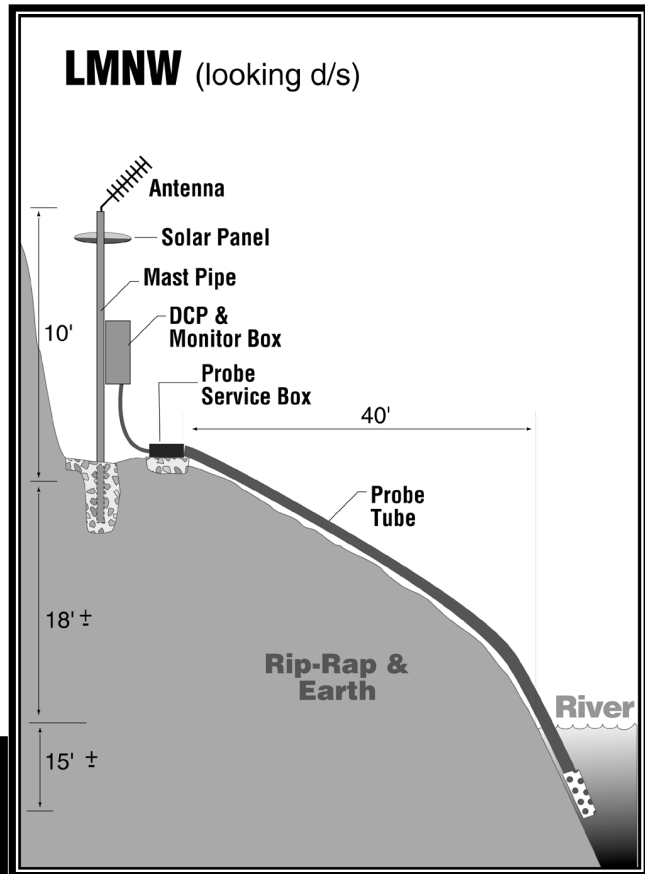 LMNW (looking d/s)
Antenna
Solar Panel
Mast Pipe
10'
DCP &
Monitor Box
Probe
Service Box
40'
Probe
Tube
18' ±
Rip-Rap &
Earth
River
15' ±